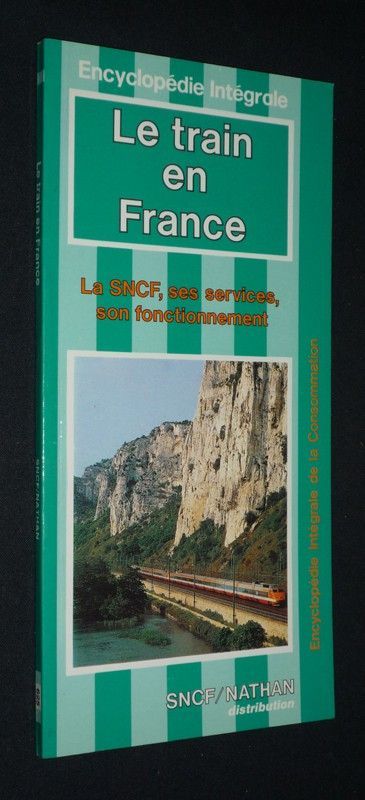 Encyclopédie Intégrale
Le train
en
France
La SNCF, ses services,
son fonctionnement
Encyclopédie Intégrale de la Consommation
SNCF/NATHAN
distribution
Le train en France
SNCF/NATHAN